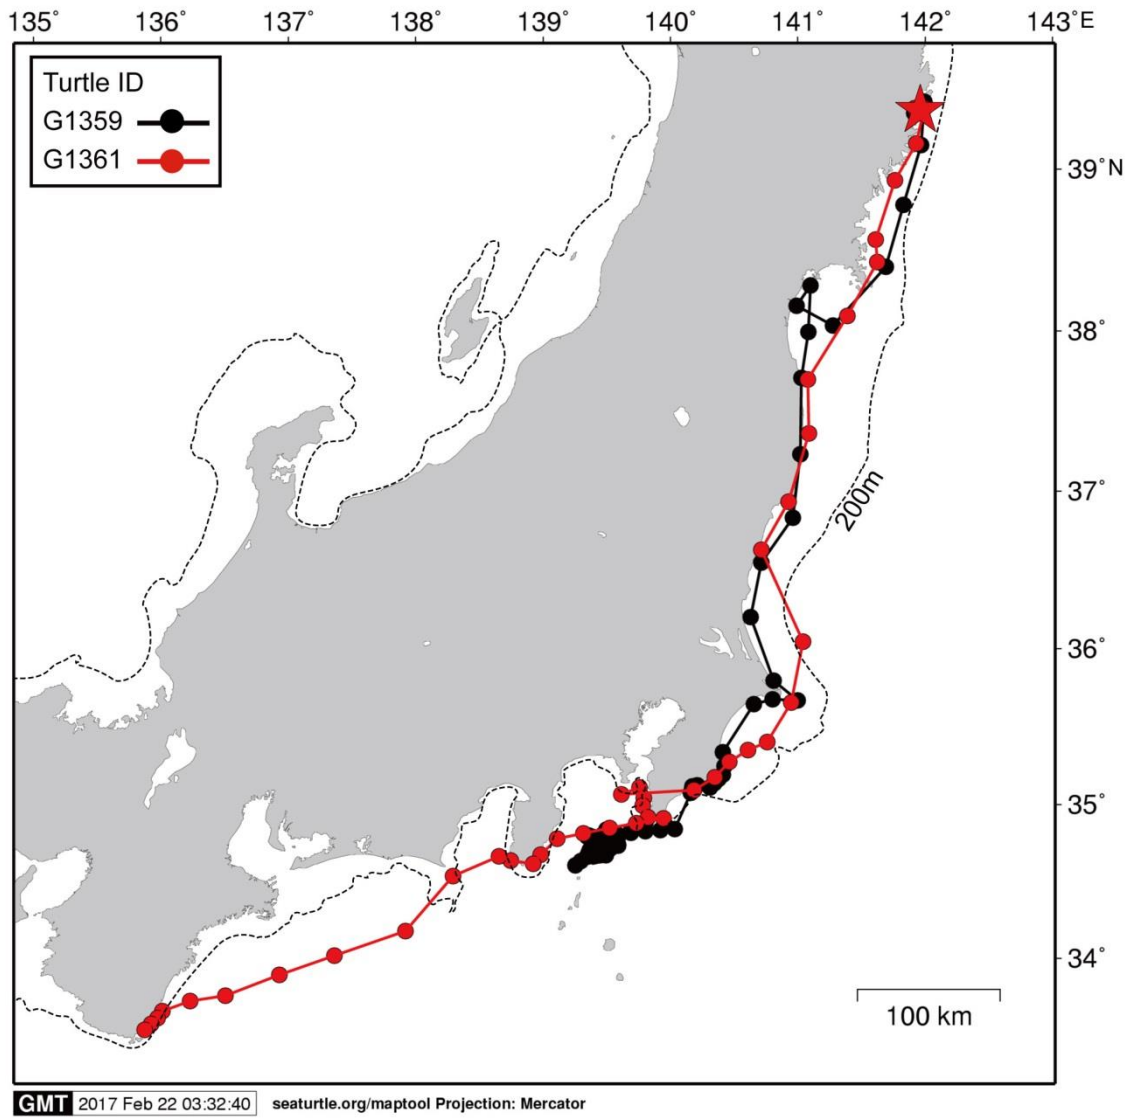 135° 136° 137° 138° 139° 140° 141° 142° 143°E
Turtle ID
G1359
G1361
39°N
38°
200m
37°
36°
35°
34°
100 km
GMT 2017 Feb 22 03:32:40 seaturtle.org/maptool Projection: Mercator